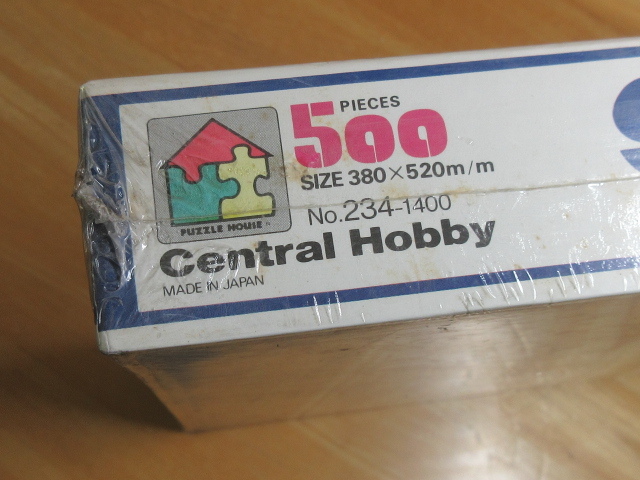 PIECES
500
SIZE 380×520m/m
No.234-1400
PUZZLE HOUSE
Central Hobby
MADE IN JAPAN